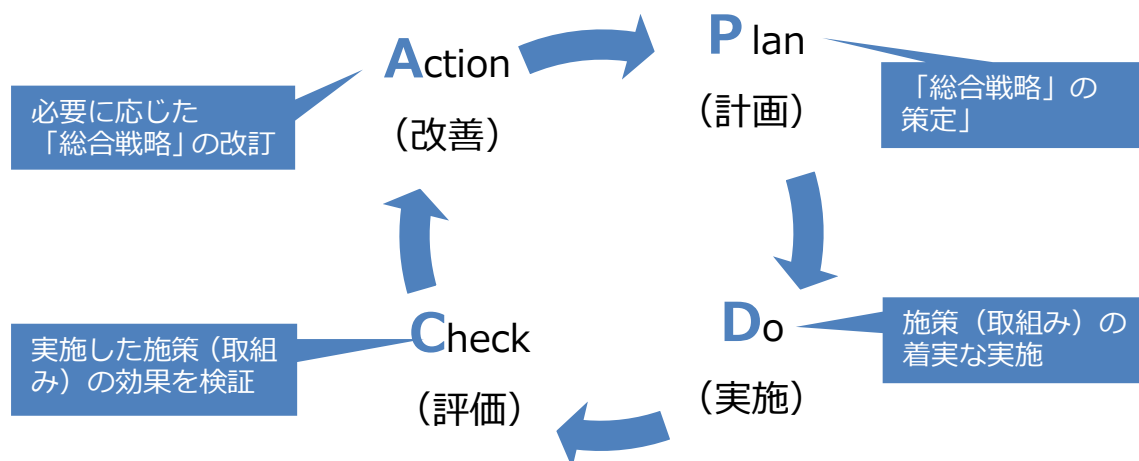 Action
（改善）
必要に応じた
「総合戦略」の改訂
Plan
（計画）
「総合戦略」の
策定」
Do
（実施）
施策（取組み）の
着実な実施
Check
（評価）
実施した施策（取組
み）の効果を検証